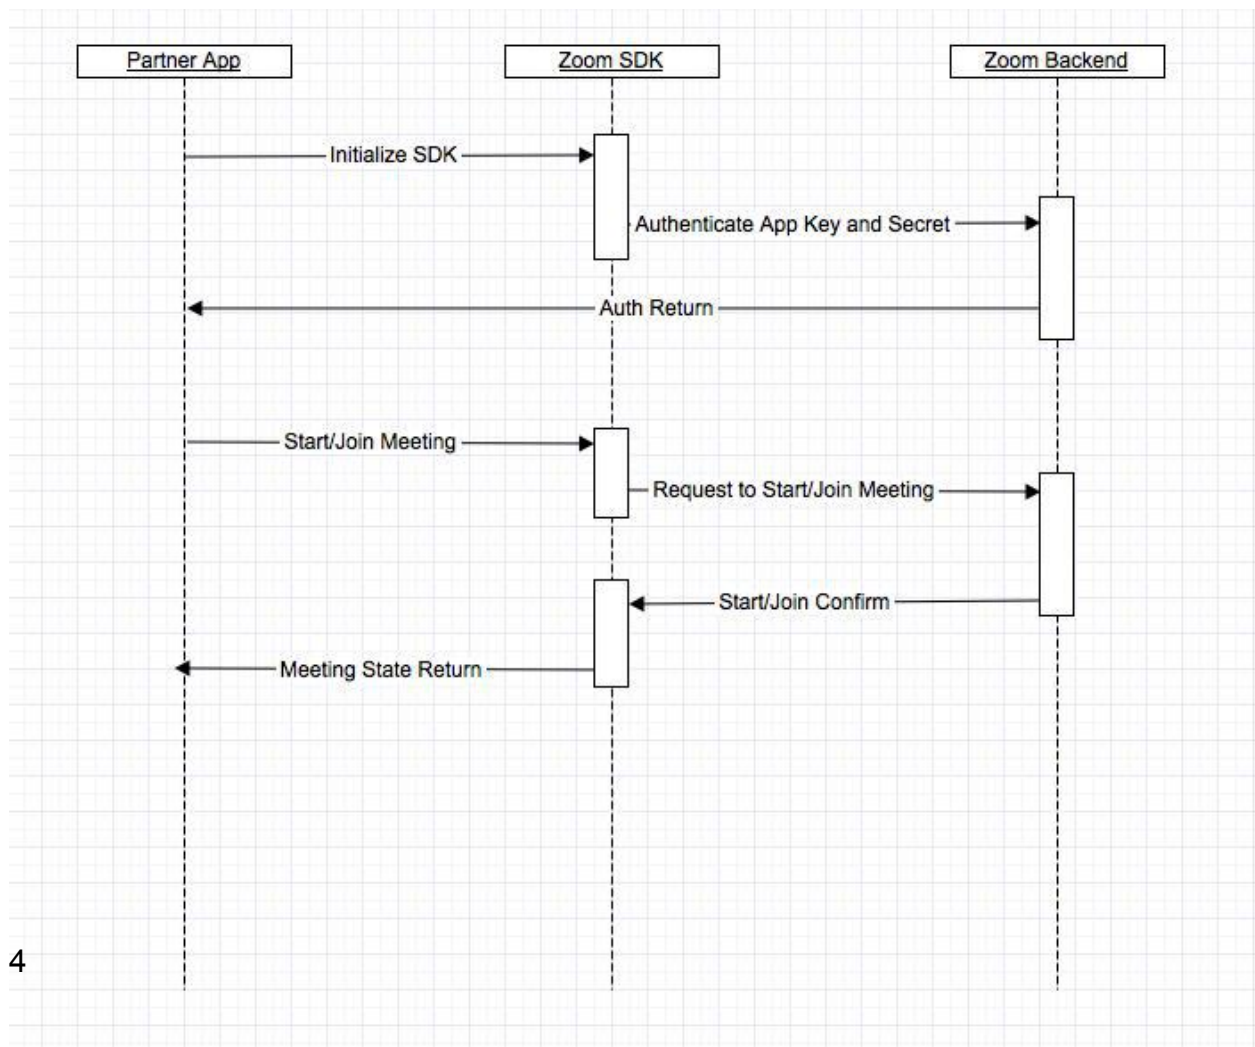 Partner App
Zoom SDK
Zoom Backend
Initialize SDK
Authenticate App Key and Secret
Auth Return
Start/Join Meeting
Request to Start/Join Meeting
Start/Join Confirm
Meeting State Return
4